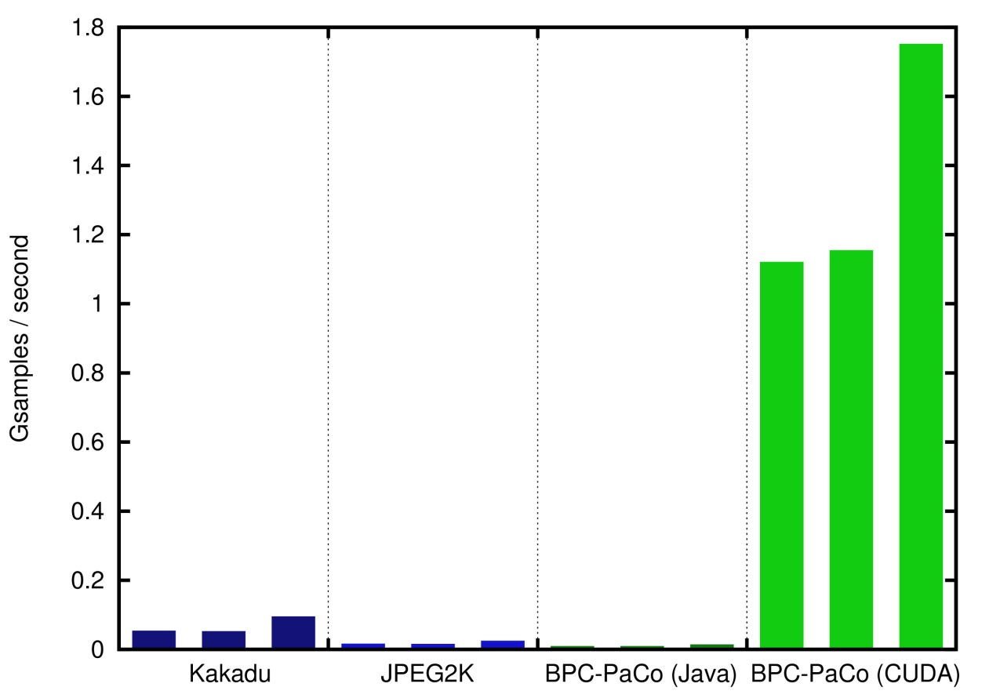 1.8
1.6
1.4
1.2
1
0.8
0.6
0.4
0.2
0
Gsamples / second
Kakadu
JPEG2K
BPC-PaCo (Java)
BPC-PaCo (CUDA)